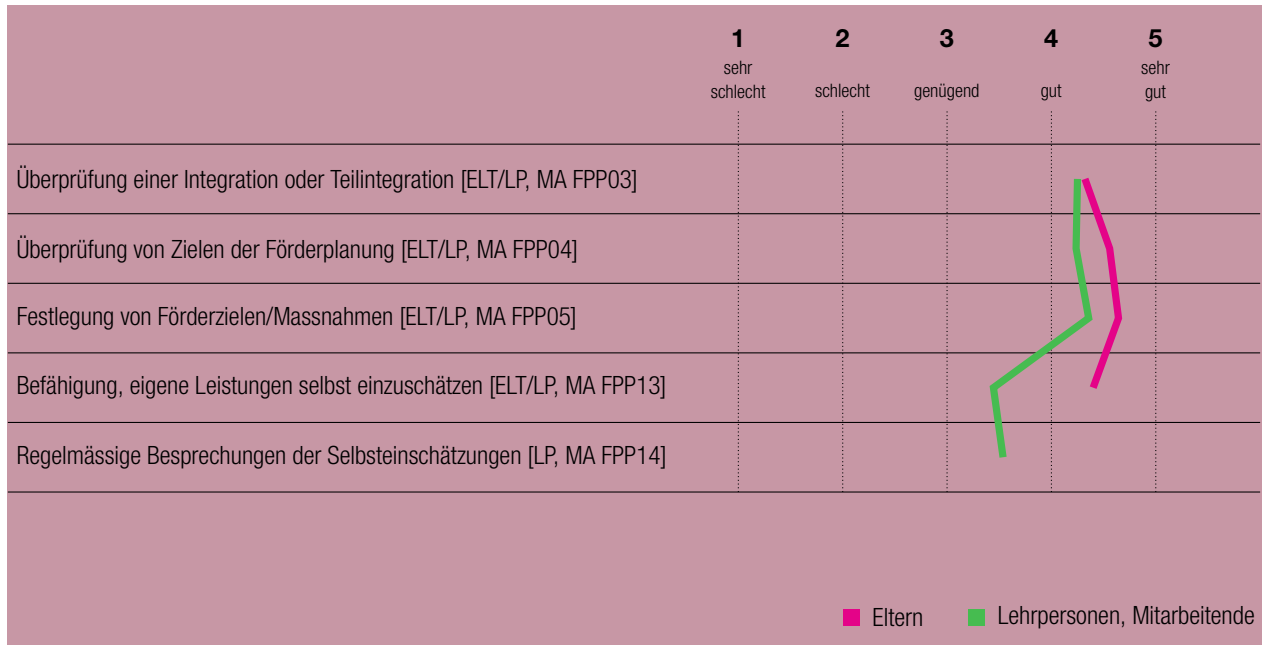 1 2 3 4 5
sehr sehr
schlecht schlecht genügend gut gut
Überprüfung einer Integration oder Teilintegration [ELT/LP, MA FPP03]
Überprüfung von Zielen der Förderplanung [ELT/LP, MA FPP04]
Festlegung von Förderzielen/Massnahmen [ELT/LP, MA FPP05]
Befähigung, eigene Leistungen selbst einzuschätzen [ELT/LP, MA FPP13]
Regelmässige Besprechungen der Selbsteinschätzungen [LP, MA FPP14]
Eltern Lehrpersonen, Mitarbeitende